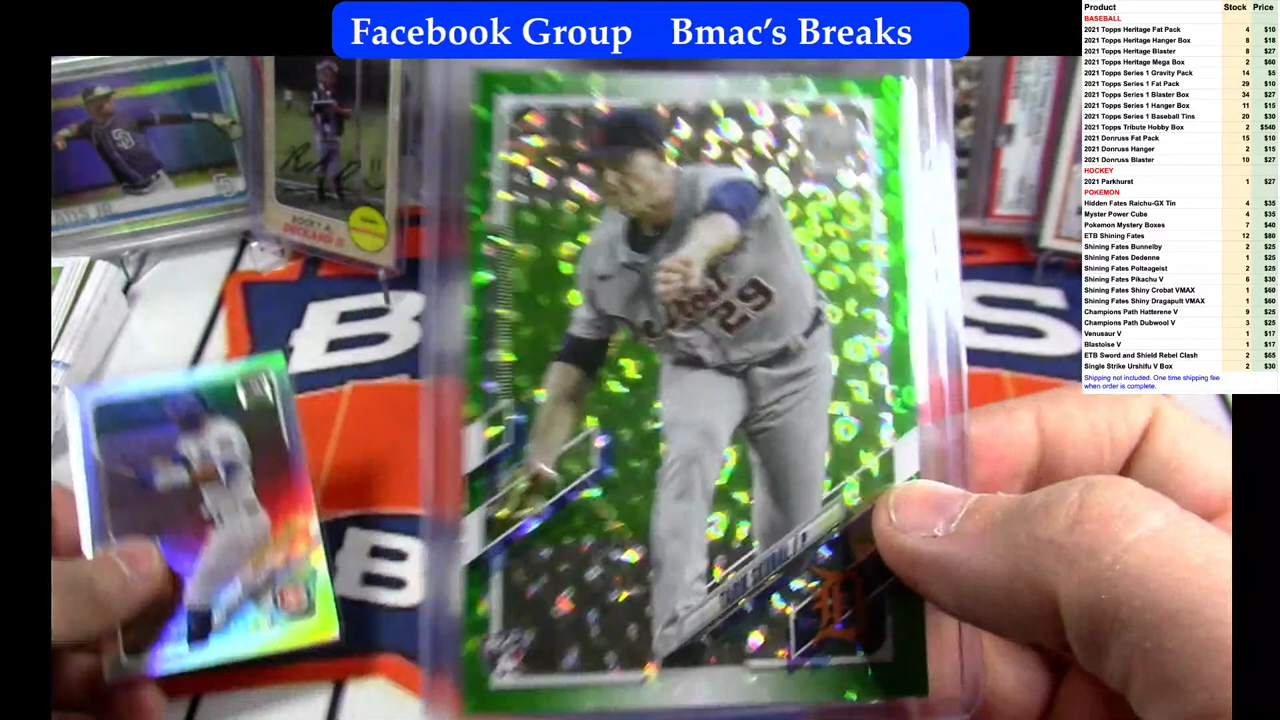 Facebook Group Bmac's Breaks
Product Stock Price
BASEBALL
2021 Topps Heritage Fat Pack 4 $10
2021 Topps Heritage Hanger Box 8 $18
2021 Topps Heritage Blaster 8 $27
2021 Topps Heritage Mega Box 2 $60
2021 Topps Series 1 Gravity Pack 14 $5
2021 Topps Series 1 Fat Pack 29 $10
2021 Topps Series 1 Blaster Box 34 $27
2021 Topps Series 1 Hanger Box 11 $15
2021 Topps Series 1 Baseball Tins 20 $30
2021 Topps Tribute Hobby Box 2 $540
2021 Donruss Fat Pack 15 $10
2021 Donruss Hanger 2 $15
2021 Donruss Blaster 10 $27
HOCKEY
2021 Parkhurst 1 $27
POKEMON
Hidden Fates Raichu-GX Tin 4 $35
Myster Power Cube 4 $35
Pokemon Mystery Boxes 7 $40
ETB Shining Fates 12 $80
Shining Fates Bunnelby 2 $25
Shining Fates Dedenne 1 $25
Shining Fates Polteageist 2 $25
Shining Fates Pikachu V 6 $30
Shining Fates Shiny Crobat VMAX 1 $60
Shining Fates Shiny Dragapult VMAX 1 $60
Champions Path Hatterene V 9 $25
Champions Path Dubwool V 3 $25
Venusaur V 1 $17
Blastoise V 1 $17
ETB Sword and Shield Rebel Clash 2 $65
Single Strike Urshifu V Box 2 $30
Shipping not included. One time shipping fee
when order is complete.
SD
ROCKY A.
DECKARD II
B
S
29
B
D